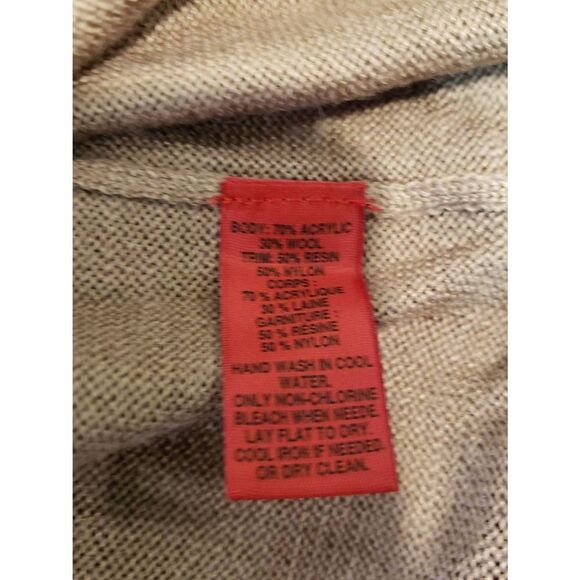 BODY: 70% ACRYLIC
30% WOOL
TRIM: 50% RESIN
50% NYLON
CORPS :
70 % ACRYLIQUE
30 % LAINE
GARNITURE :
50 % RÉSINE
50 % NYLON
HAND WASH IN COOL
WATER.
ONLY NON-CHLORINE
BLEACH WHEN NEEDE.
LAY FLAT TO DRY.
COOL IRON IF NEEDED
OR DRY CLEAN.